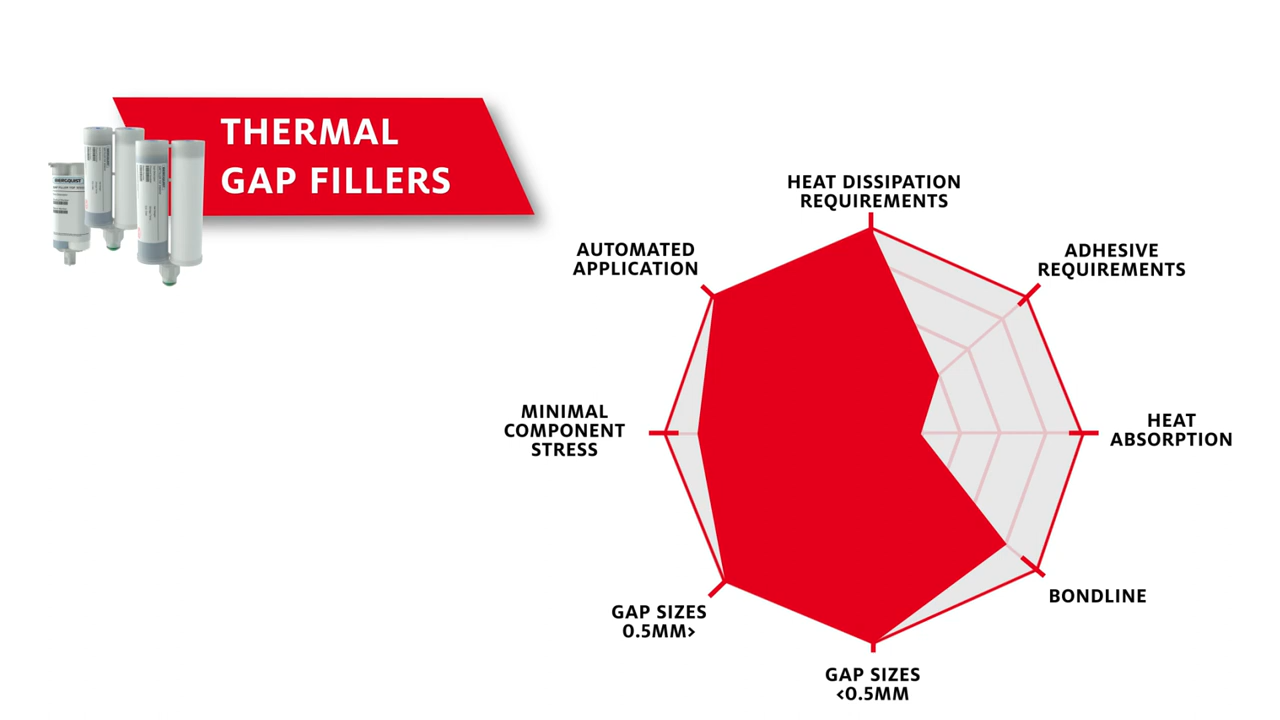 THERMAL
GAP FILLERS
HEAT DISSIPATION
REQUIREMENTS
AUTOMATED
APPLICATION
ADHESIVE
REQUIREMENTS
MINIMAL
COMPONENT
STRESS
HEAT
ABSORPTION
BONDLINE
GAP SIZES
0.5MM>
GAP SIZES
<0.5MM